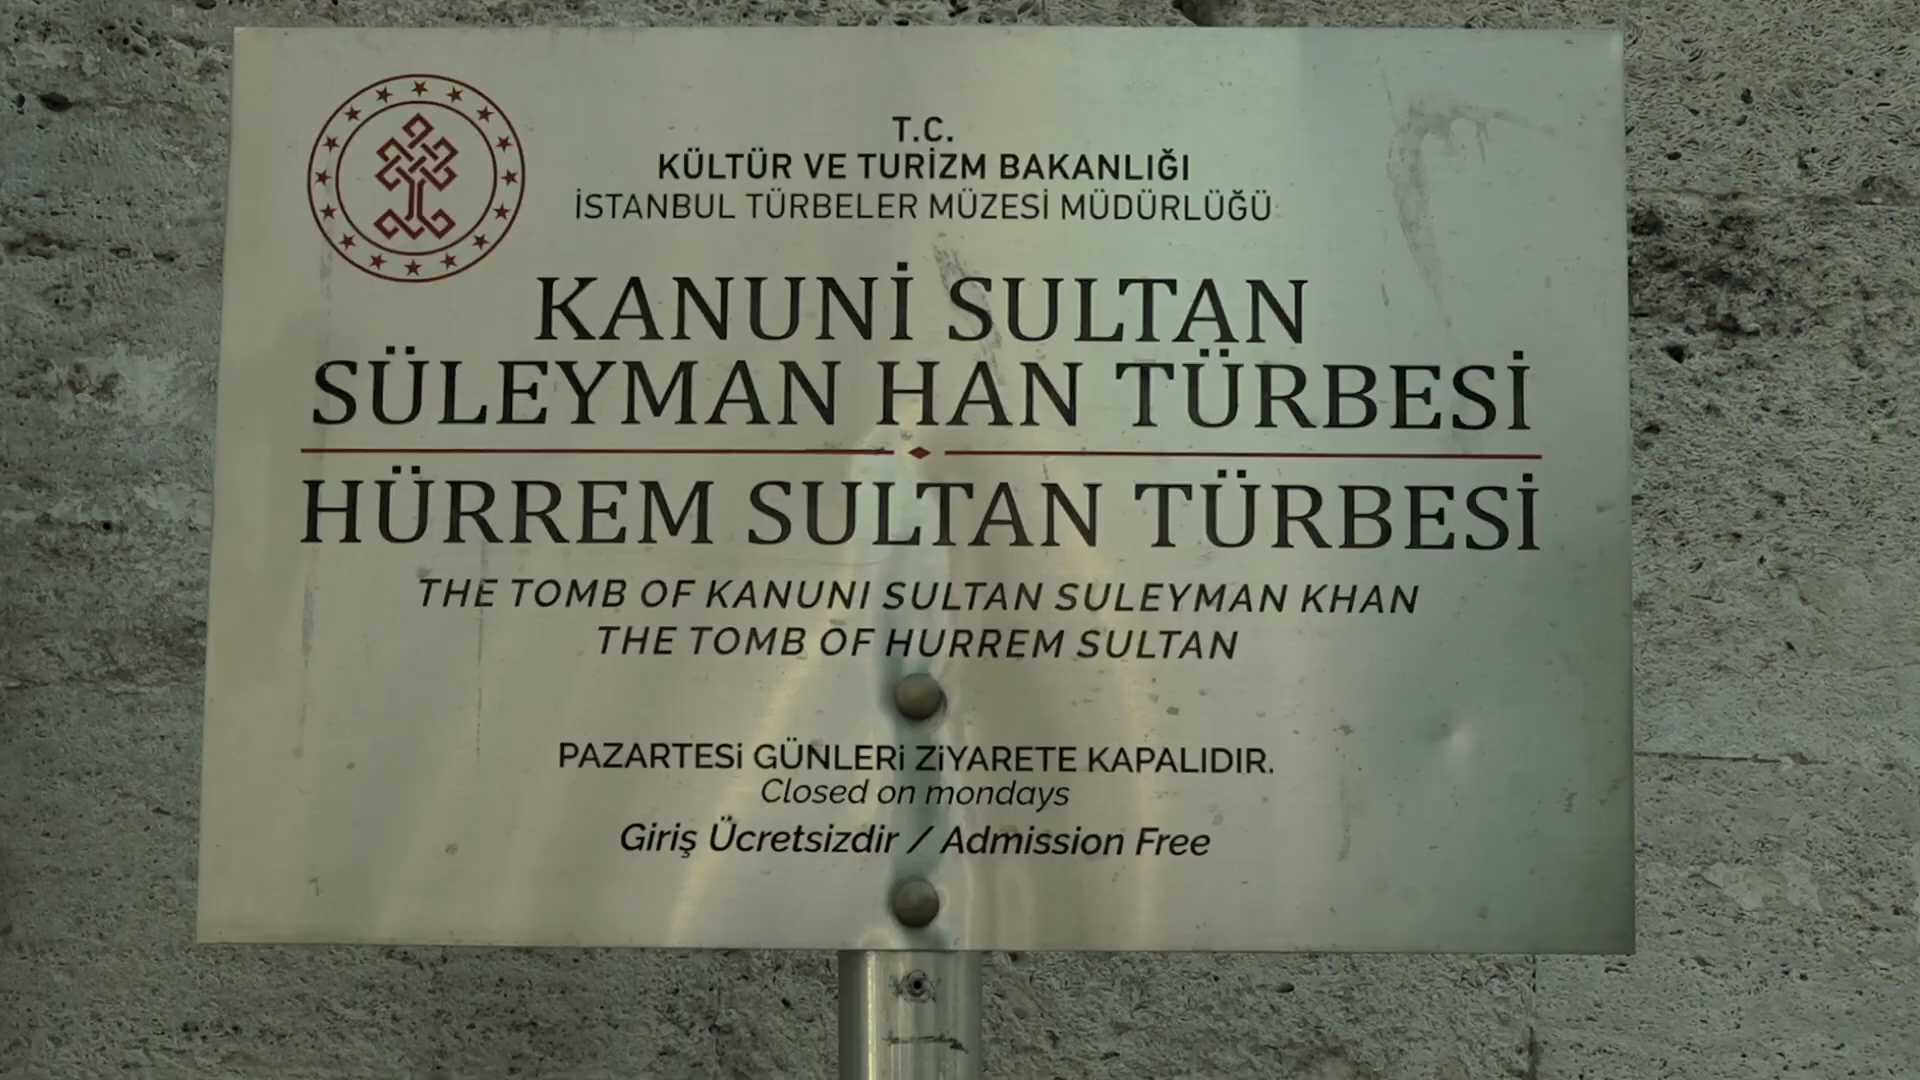 T.C.
KÜLTÜR VE TURİZM BAKANLIĞI
İSTANBUL TÜRBELER MÜZESİ MÜDÜRLÜĞÜ
KANUNİ SULTAN
SÜLEYMAN HAN TÜRBESİ
HÜRREM SULTAN TÜRBESİ
THE TOMB OF KANUNI SULTAN SULEYMAN KHAN
THE TOMB OF HURREM SULTAN
PAZARTESİ GÜNLERİ ZİYARETE KAPALIDIR.
Closed on mondays
Giriş Ücretsizdir / Admission Free